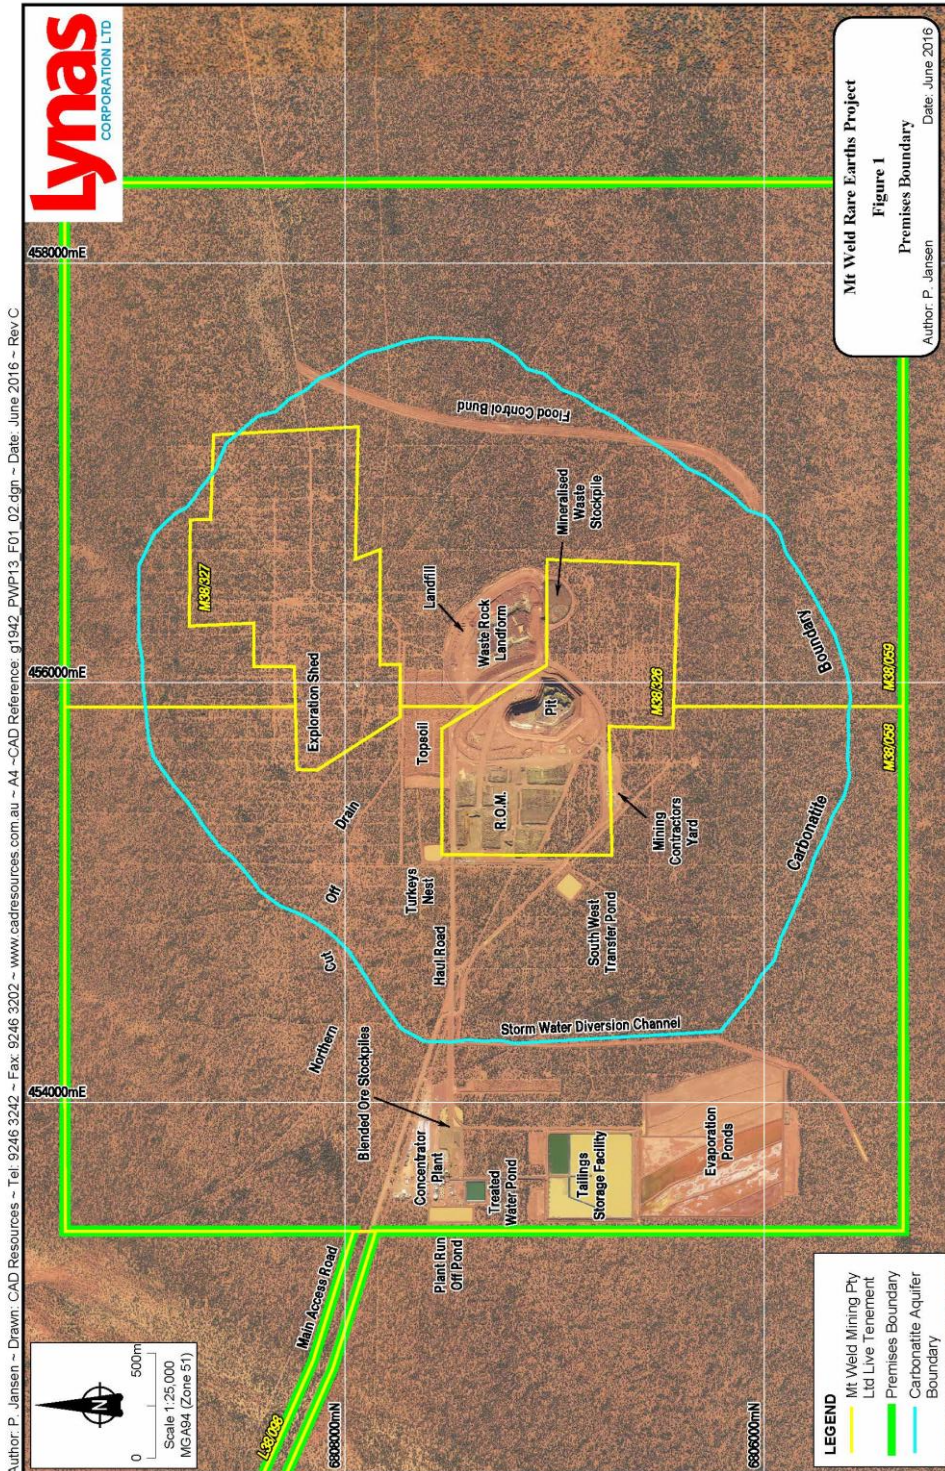 Author: P. Jansen ~ Drawn: CAD Resources ~ Tel: 9246 3242 ~ Fax: 9246 3202 ~ www.cadresources.com.au ~ A4 ~CAD Reference: g1942_PWP13_F01_02.dgn ~ Date: June 2016 ~ Rev C
0
500m
Scale 1:25,000
MGA94 (Zone 51)
Lynas
CORPORATION LTD
454000mE
456000mE
458000mE
L38/098
Main Access Road
6808000mN
6806000mN
Northern
Cut
Off
Drain
Exploration Shed
M38/327
Blended Ore Stockpiles
Concentrator
Plant
Plant Run
Off Pond
Treated
Water Pond
Tailings
Storage Facility
Evaporation
Ponds
Haul Road
Turkeys
Nest
Topsoil
Landfill
Waste Rock
Landform
R.O.M.
Pit
Mineralised
Waste
Stockpile
Flood Control Bund
Storm Water Diversion Channel
South West
Transfer Pond
Mining
Contractors
Yard
M38/326
Carbonatite
Boundary
M38/058
M38/059
LEGEND
Mt Weld Mining Pty
Ltd Live Tenement
Premises Boundary
Carbonatite Aquifer
Boundary
Mt Weld Rare Earths Project
Figure 1
Premises Boundary
Author: P. Jansen
Date: June 2016